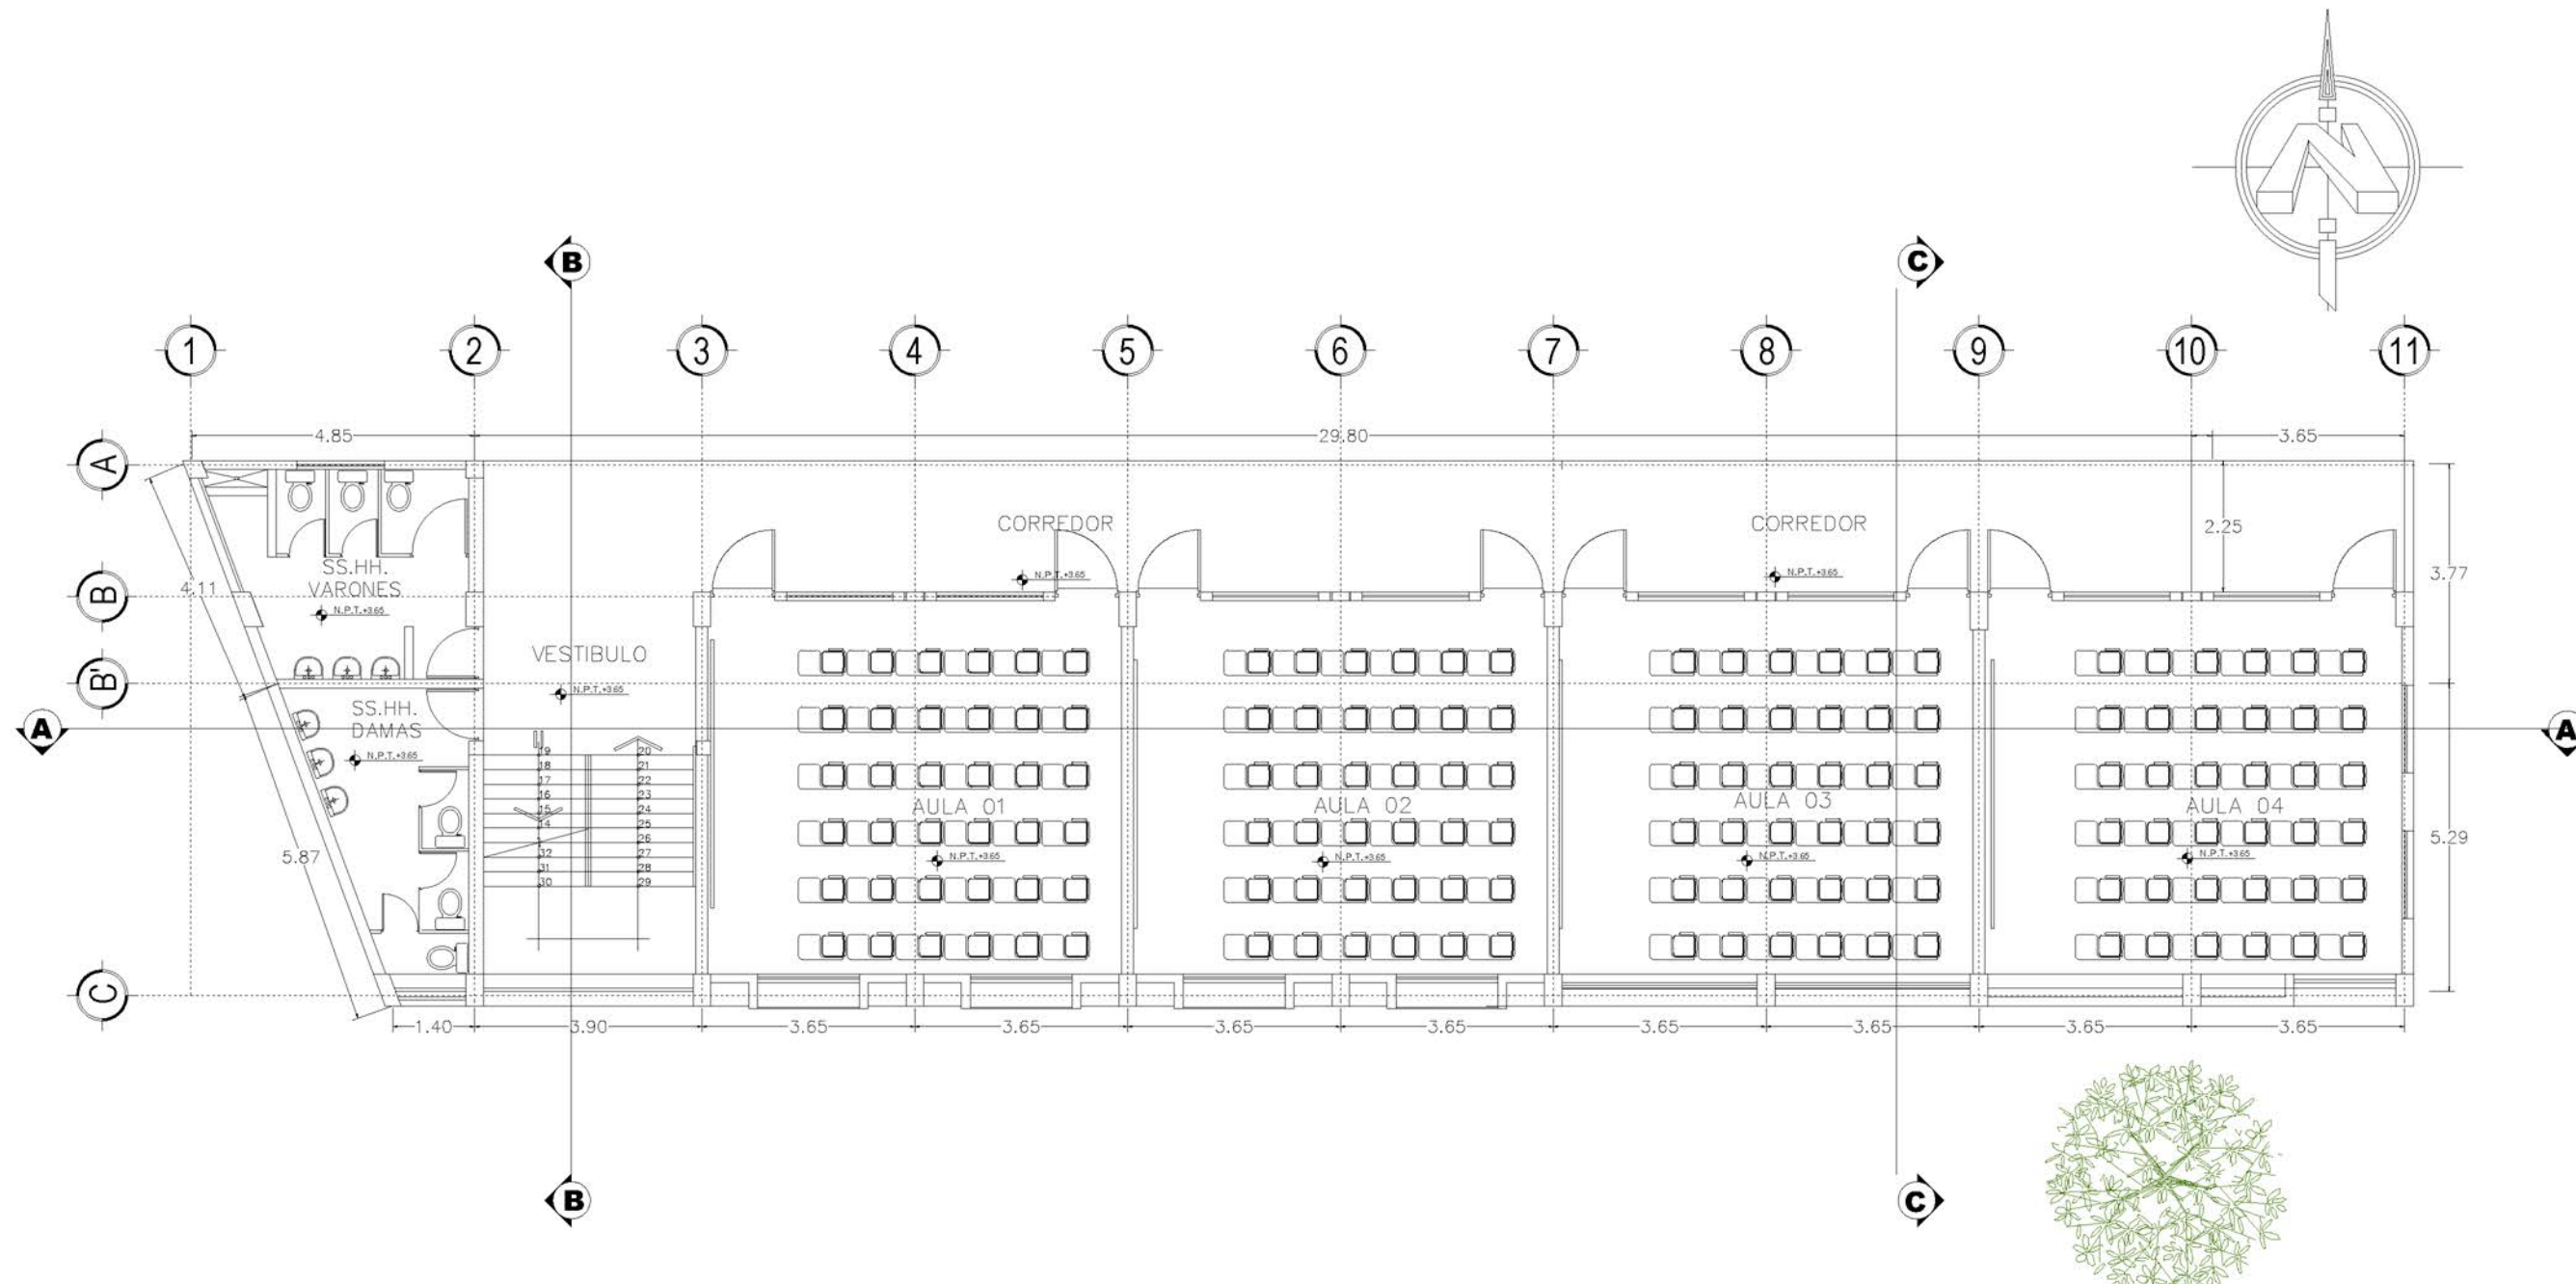 N
B
C
1
2
3
4
5
6
7
8
9
10
11
4.85
29.80
3.65
A
CORREDOR
CORREDOR
2.25
SS.HH.
VARONES
4.11
3.77
B
N.P.T.+3.65
N.P.T.+3.65
N.P.T.+3.65
VESTIBULO
B'
N.P.T.+3.65
SS.HH.
DAMAS
A
A
N.P.T.+3.65
19
20
18
21
17
22
16
23
15
24
14
25
26
32
27
31
28
30
29
AULA 01
AULA 02
AULA 03
AULA 04
5.29
5.87
N.P.T.+3.65
N.P.T.+3.65
N.P.T.+3.65
N.P.T.+3.65
C
1.40
3.90
3.65
3.65
3.65
3.65
3.65
3.65
3.65
3.65
B
C